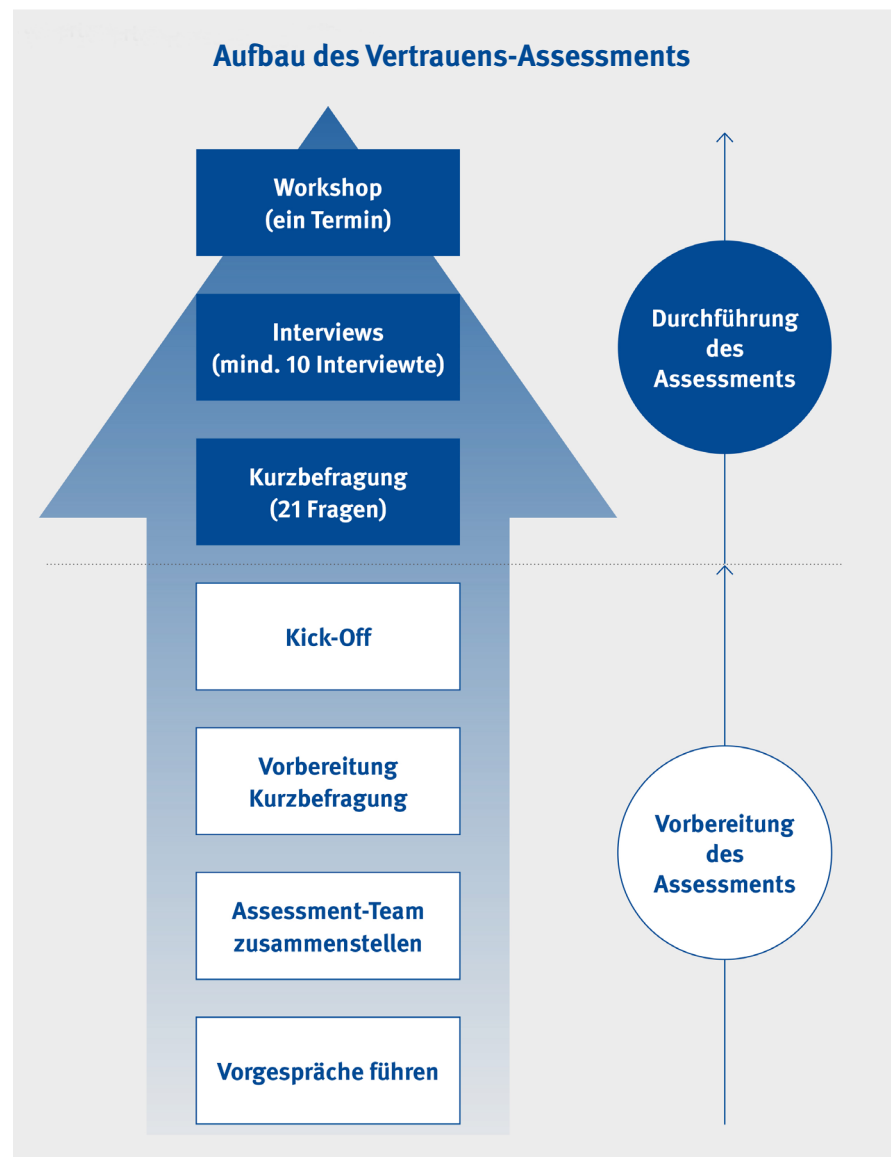 Aufbau des Vertrauens-Assessments
Workshop
(ein Termin)
Interviews
(mind. 10 Interviewte)
Kurzbefragung
(21 Fragen)
Kick-Off
Vorbereitung
Kurzbefragung
Assessment-Team
zusammenstellen
Vorgespräche führen
Durchführung
des
Assessments
Vorbereitung
des
Assessments